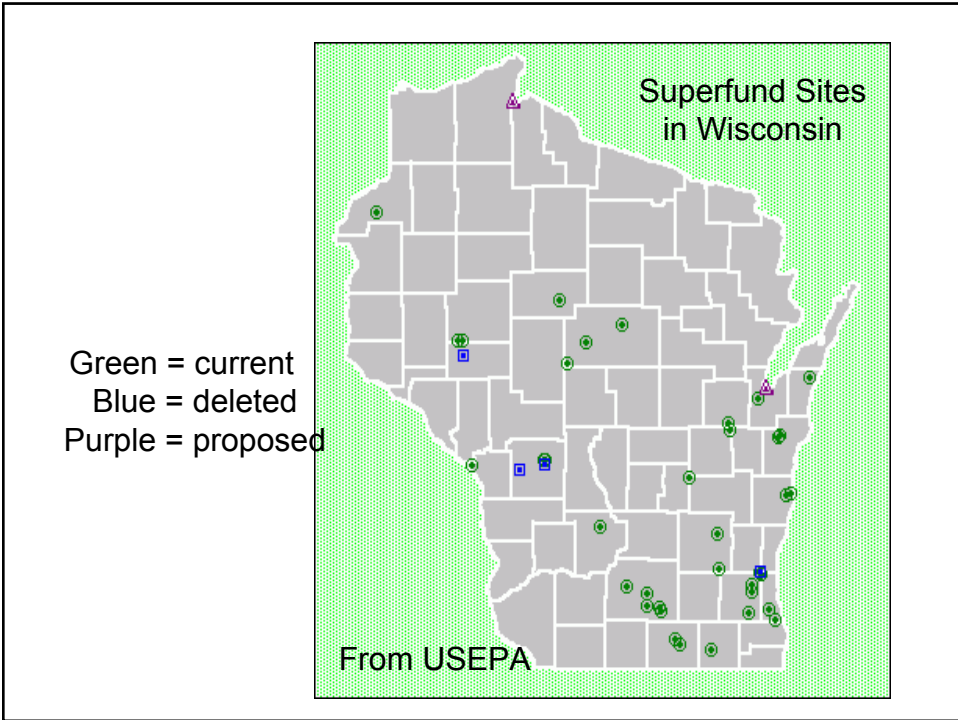 Superfund Sites
in Wisconsin
Green = current
Blue = deleted
Purple = proposed
From USEPA